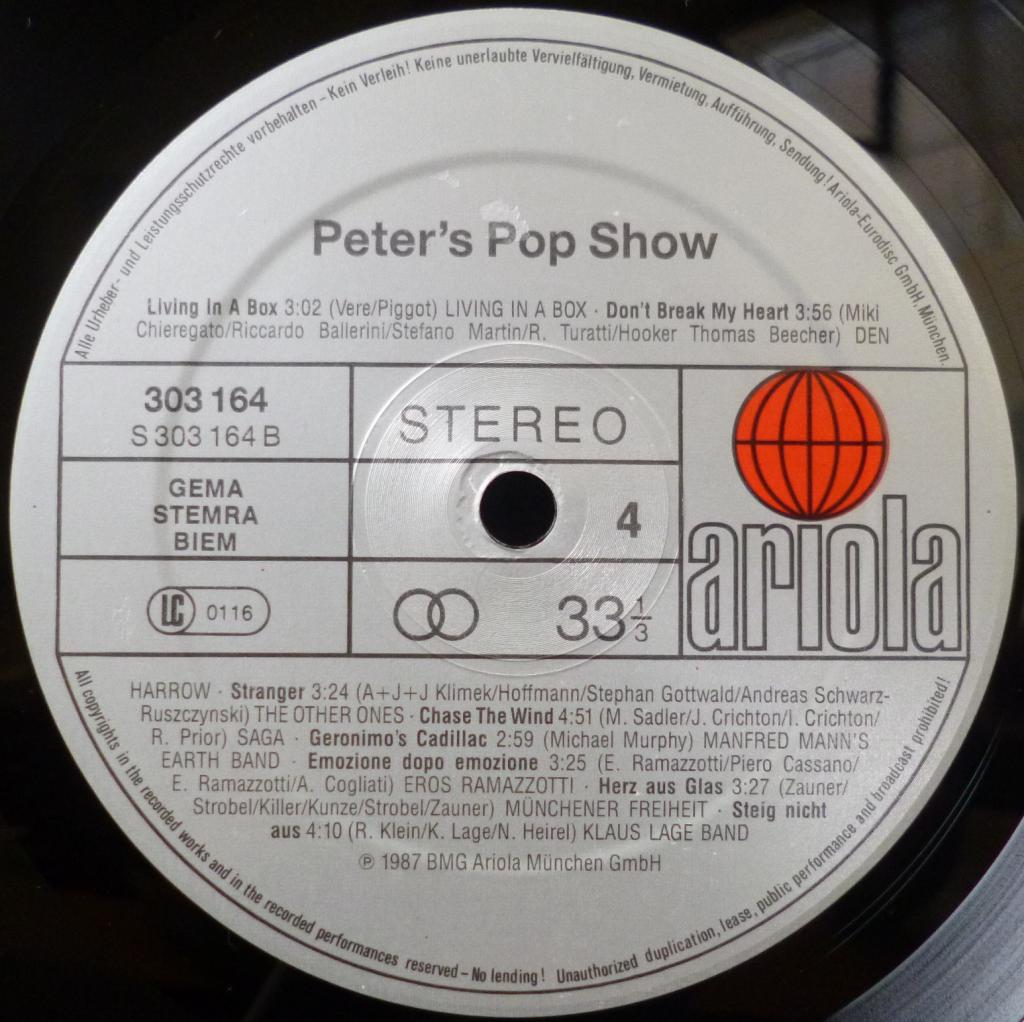 Alle Urheber- und Leistungsschutzrechte vorbehalten – Kein Verleih! Keine unerlaubte Vervielfältigung, Vermietung, Aufführung, Sendung! Ariola-Eurodisc GmbH, München.
Peter's Pop Show
Living In A Box 3:02 (Vere/Piggot) LIVING IN A BOX · Don't Break My Heart 3:56 (Miki
Chieregato/Riccardo Ballerini/Stefano Martin/R. Turatti/Hooker Thomas Beecher) DEN
303 164
S 303 164 B
STEREO
GEMA
STEMRA
BIEM
4
LC 0116
33 1/3
ariola
HARROW · Stranger 3:24 (A+J+J Klimek/Hoffmann/Stephan Gottwald/Andreas Schwarz-
Ruszczynski) THE OTHER ONES · Chase The Wind 4:51 (M. Sadler/J. Crichton/I. Crichton/
R. Prior) SAGA · Geronimo's Cadillac 2:59 (Michael Murphy) MANFRED MANN'S
EARTH BAND · Emozione dopo emozione 3:25 (E. Ramazzotti/Piero Cassano/
E. Ramazzotti/A. Cogliati) EROS RAMAZZOTTI · Herz aus Glas 3:27 (Zauner/
Strobel/Killer/Kunze/Strobel/Zauner) MÜNCHENER FREIHEIT · Steig nicht
aus 4:10 (R. Klein/K. Lage/N. Heirel) KLAUS LAGE BAND
℗ 1987 BMG Ariola München GmbH
All copyrights in the recorded works and in the recorded performances reserved – No lending! Unauthorized duplication, lease, public performance and broadcast prohibited!